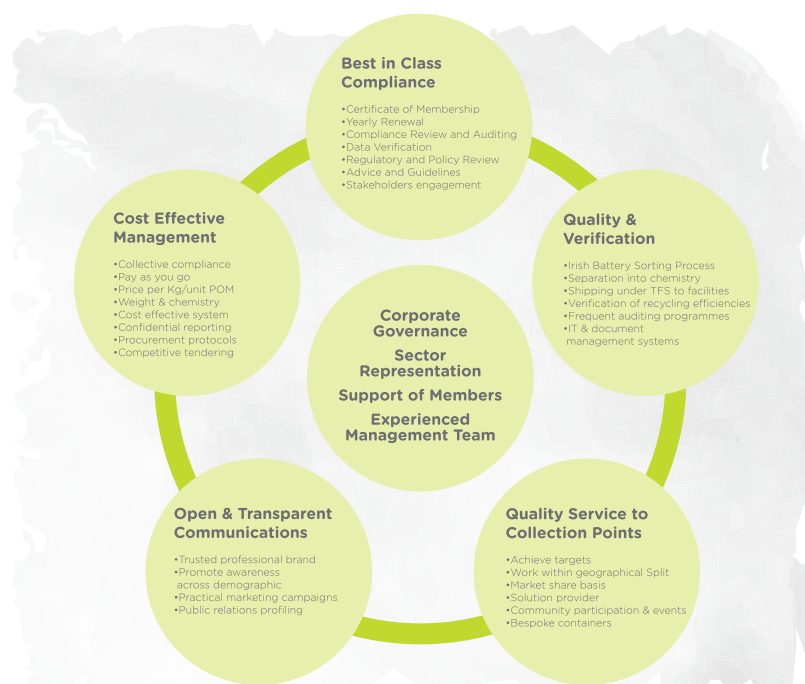 Best in Class
Compliance
•Certificate of Membership
•Yearly Renewal
•Compliance Review and Auditing
•Data Verification
•Regulatory and Policy Review
•Advice and Guidelines
•Stakeholders engagement
Cost Effective
Management
•Collective compliance
•Pay as you go
•Price per Kg/unit POM
•Weight & chemistry
•Cost effective system
•Confidential reporting
•Procurement protocols
•Competitive tendering
Quality &
Verification
•Irish Battery Sorting Process
•Separation into chemistry
•Shipping under TFS to facilities
•Verification of recycling efficiencies
•Frequent auditing programmes
•IT & document
management systems
Corporate
Governance
Sector
Representation
Support of Members
Experienced
Management Team
Open & Transparent
Communications
•Trusted professional brand
•Promote awareness
across demographic
•Practical marketing campaigns
•Public relations profiling
Quality Service to
Collection Points
•Achieve targets
•Work within geographical Split
•Market share basis
•Solution provider
•Community participation & events
•Bespoke containers